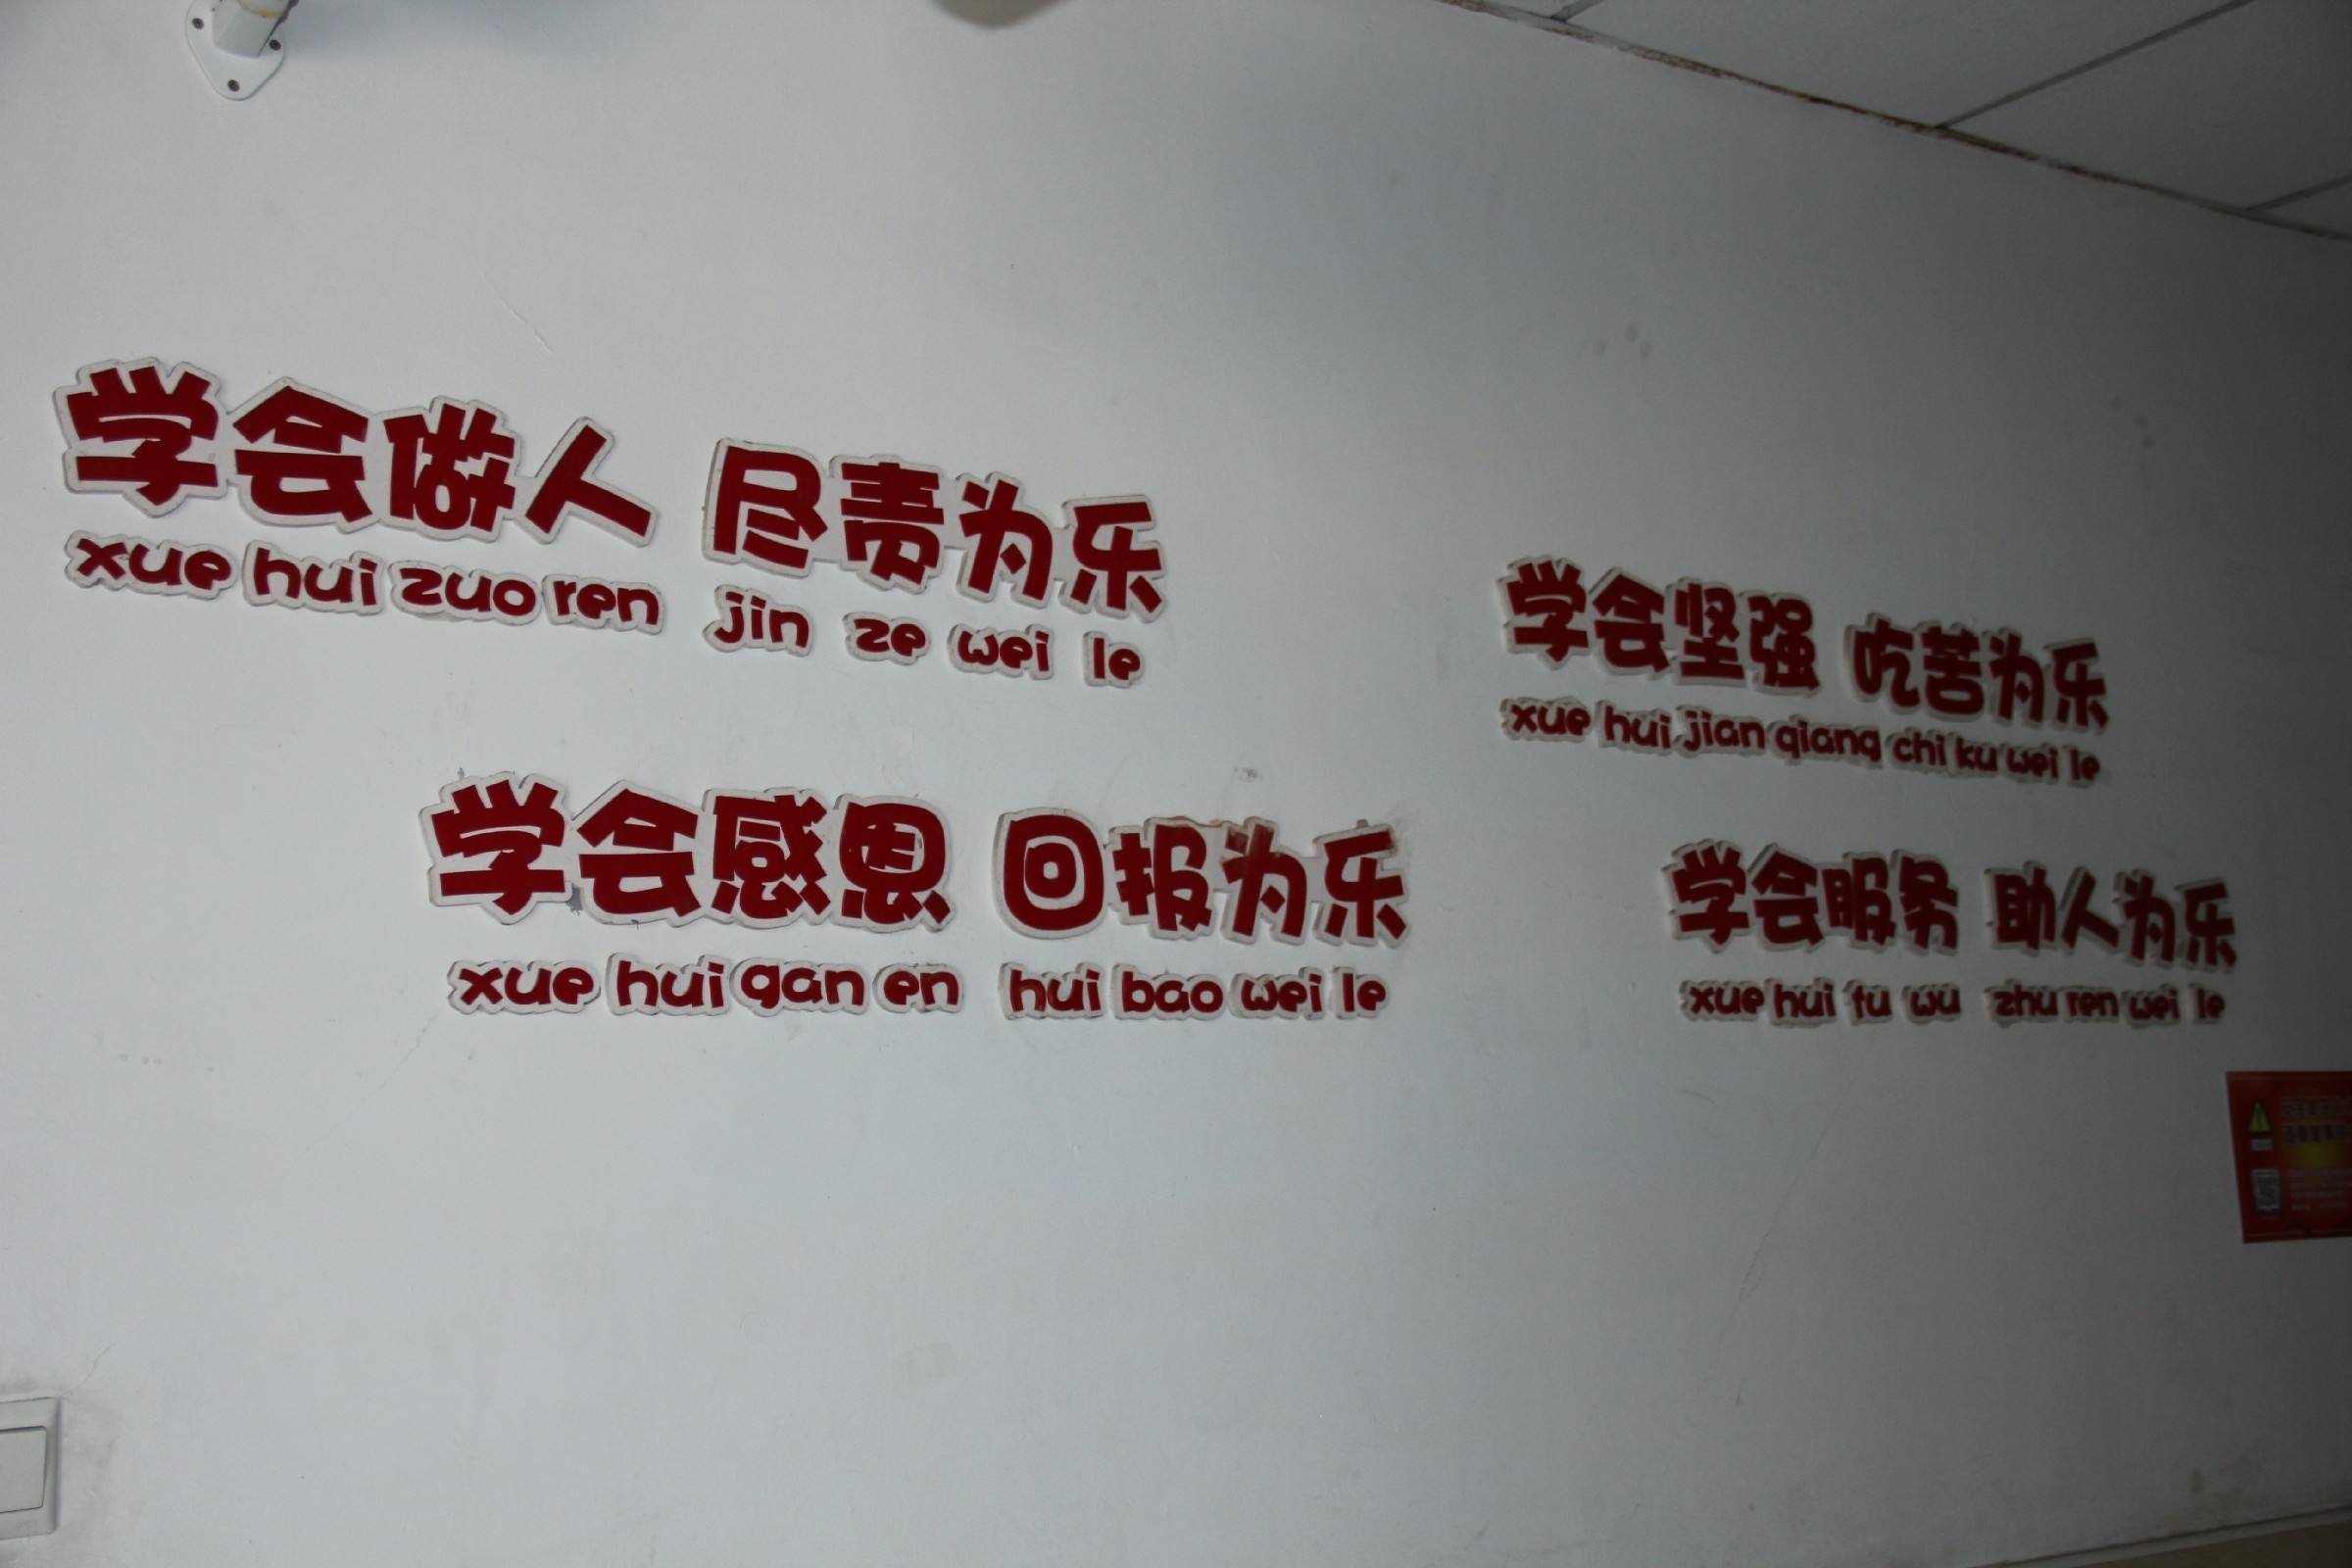 学会做人 尽责为乐
xue hui zuo ren jin ze wei le
学会感恩 回报为乐
xue hui gan en hui bao wei le
学会坚强 吃苦为乐
xue hui jian qiang chi ku wei le
学会服务 助人为乐
xue hui fu wu zhu ren wei le